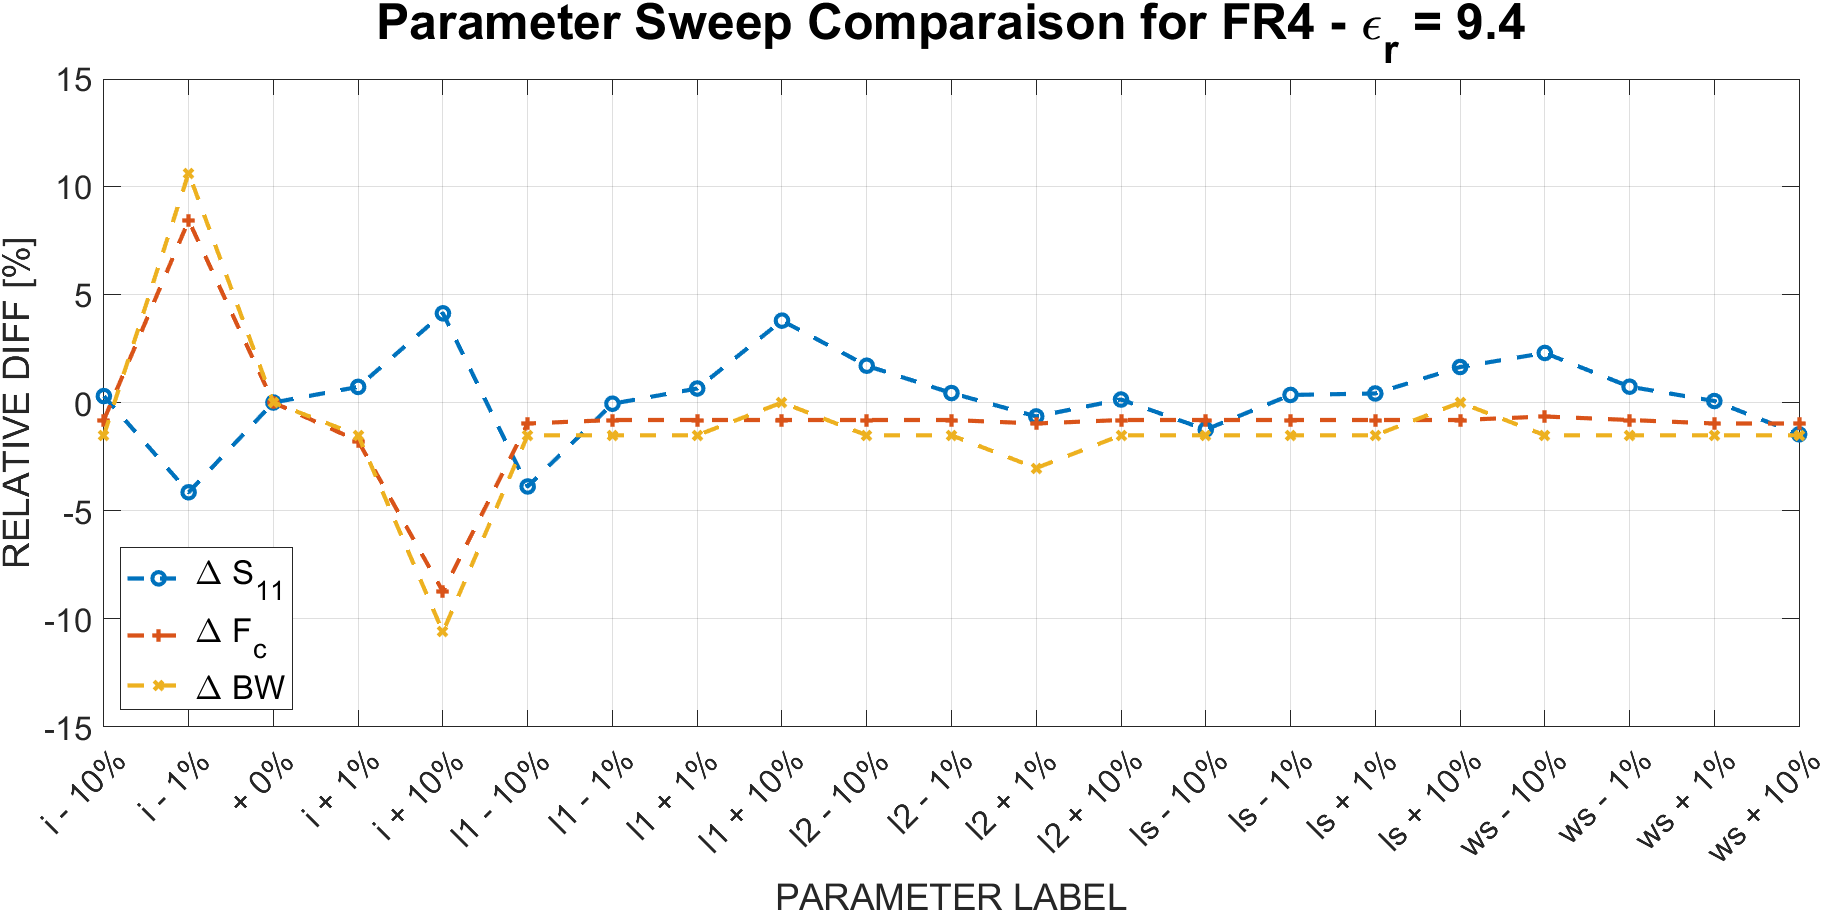 Parameter Sweep Comparaison for FR4 - ϵr = 9.4
15
10
5
0
-5
-10
-15
RELATIVE DIFF [%]
Δ S11
Δ Fc
Δ BW
i - 10%
i - 1%
+ 0%
i + 1%
i + 10%
l1 - 10%
l1 - 1%
l1 + 1%
l1 + 10%
l2 - 10%
l2 - 1%
l2 + 1%
l2 + 10%
ls - 10%
ls - 1%
ls + 1%
ls + 10%
ws - 10%
ws - 1%
ws + 1%
ws + 10%
PARAMETER LABEL